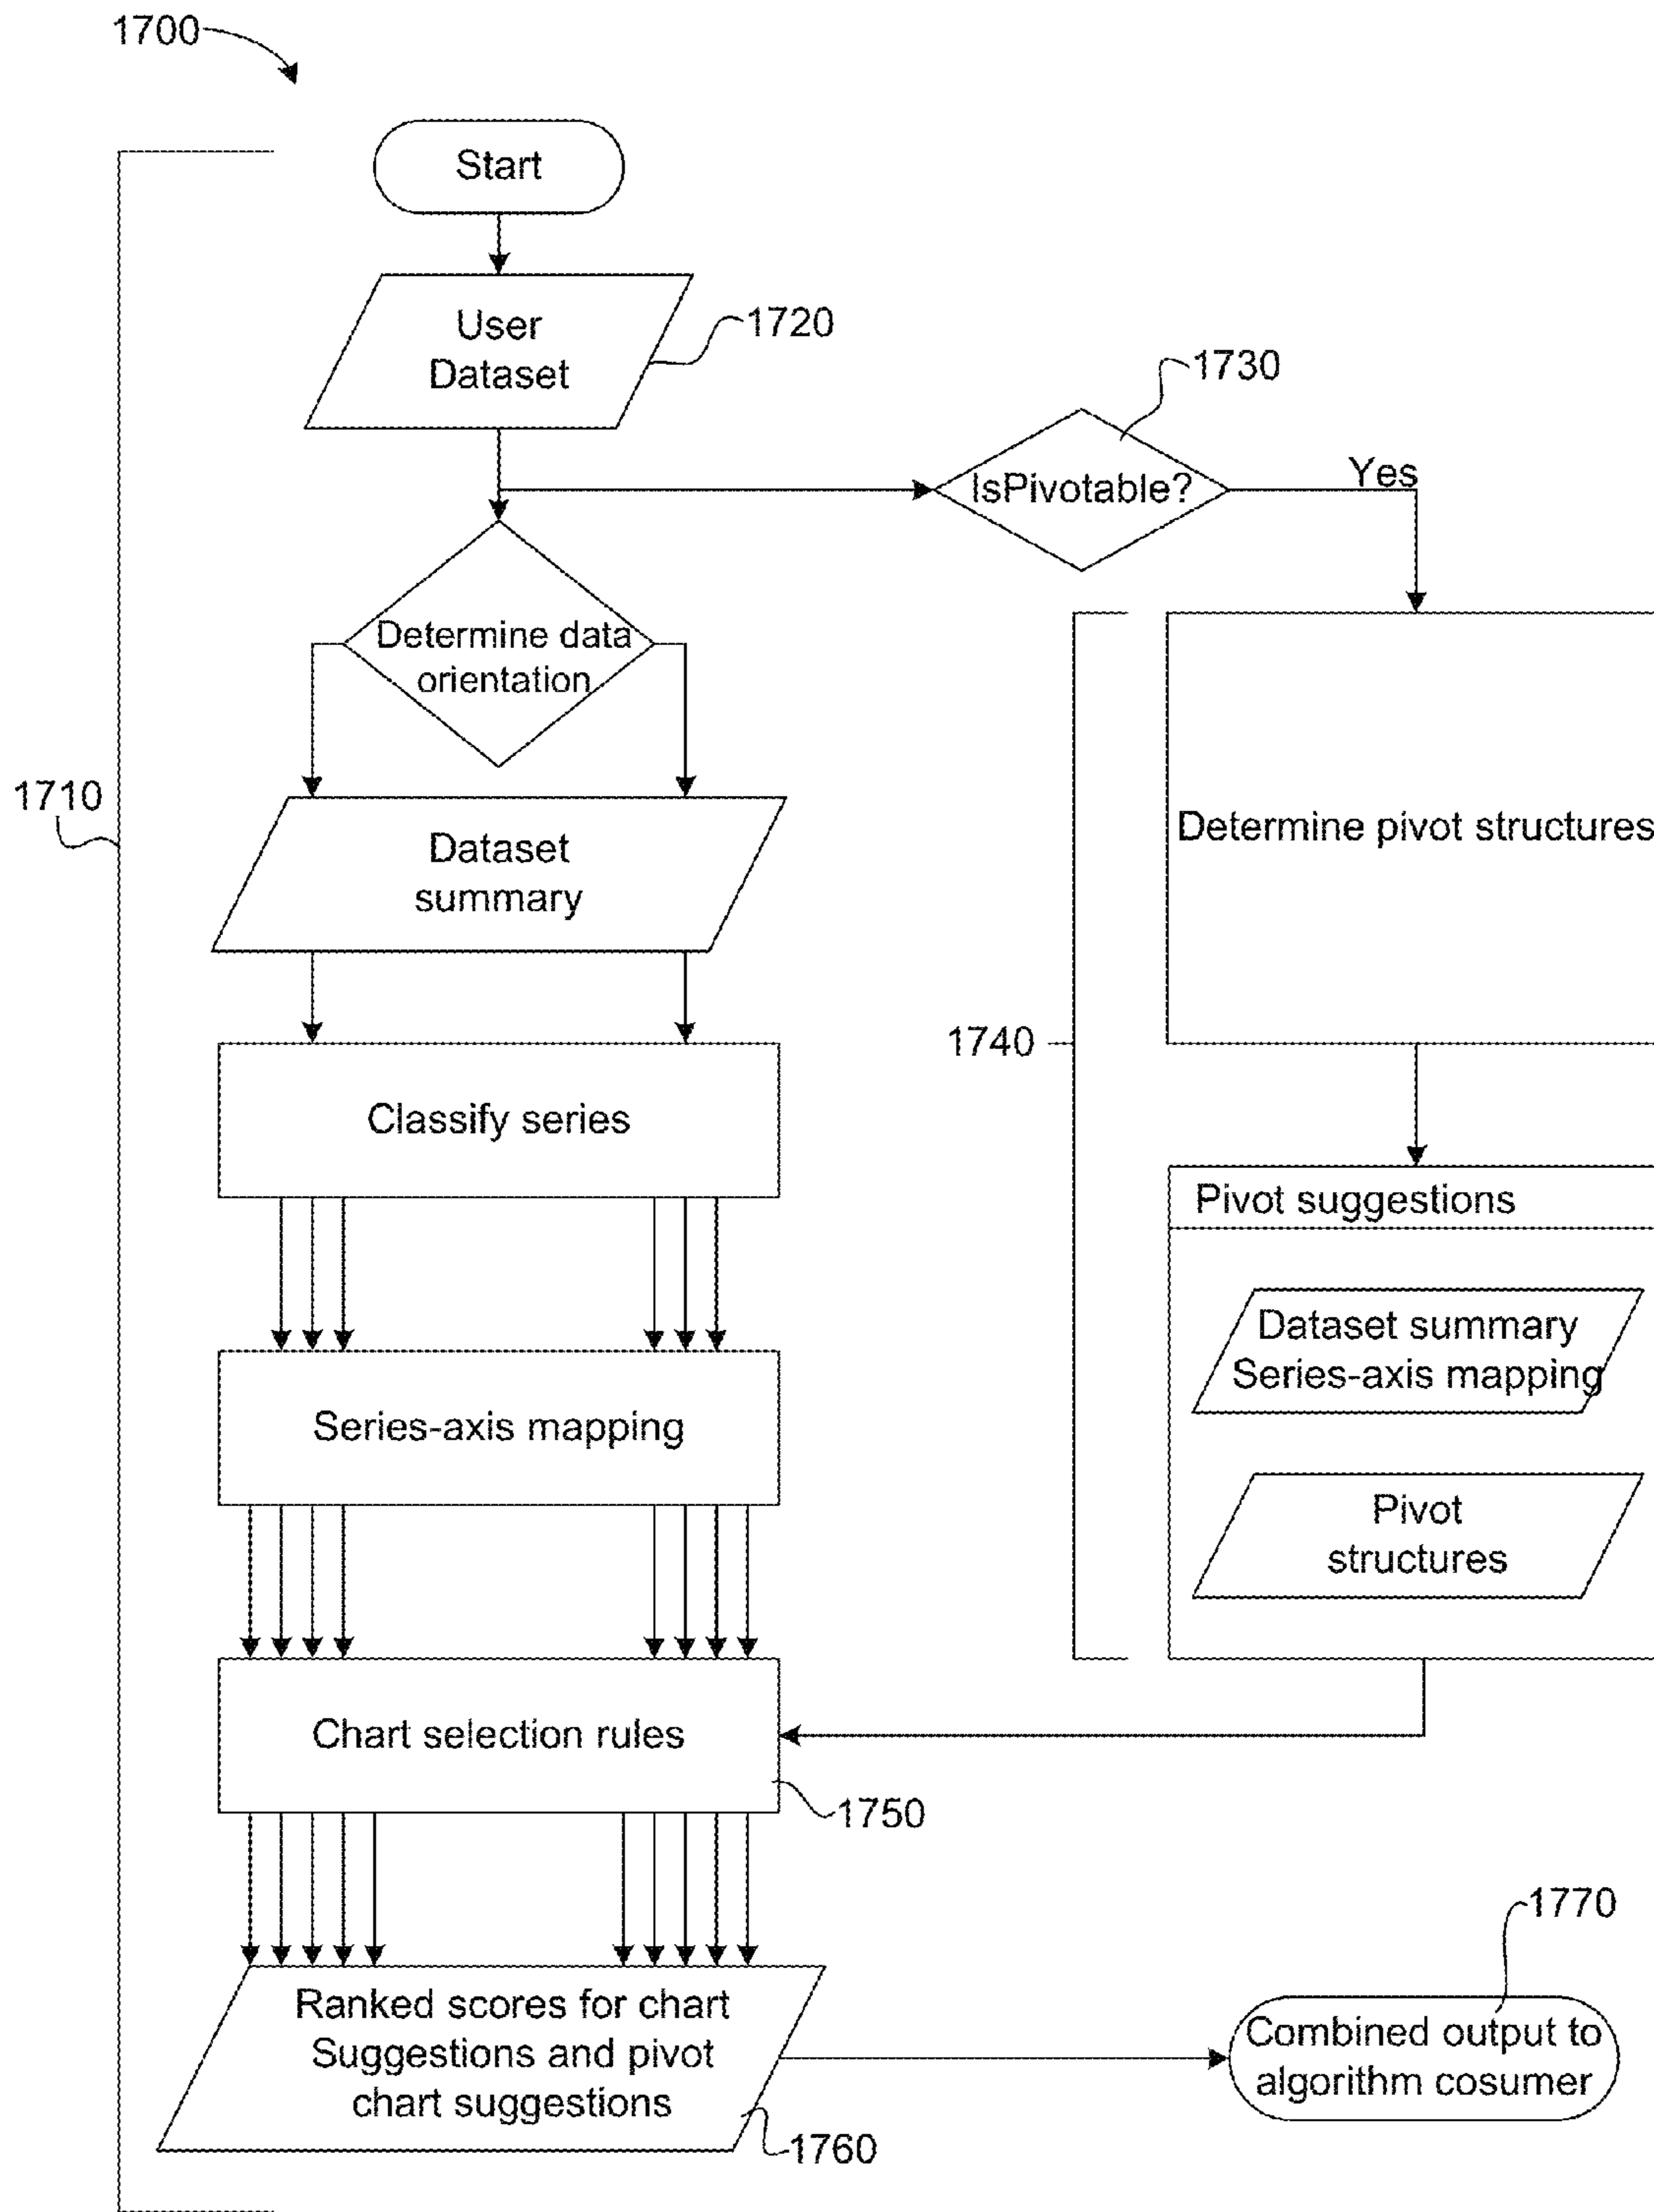 1700
Start
User
Dataset
1720
1730
IsPivotable?
Yes
Determine data
orientation
1710
Dataset
summary
Determine pivot structures
1740
Classify series
Pivot suggestions
Dataset summary
Series-axis mapping
Series-axis mapping
Pivot
structures
Chart selection rules
1750
1770
Ranked scores for chart
Suggestions and pivot
chart suggestions
Combined output to
algorithm cosumer
1760